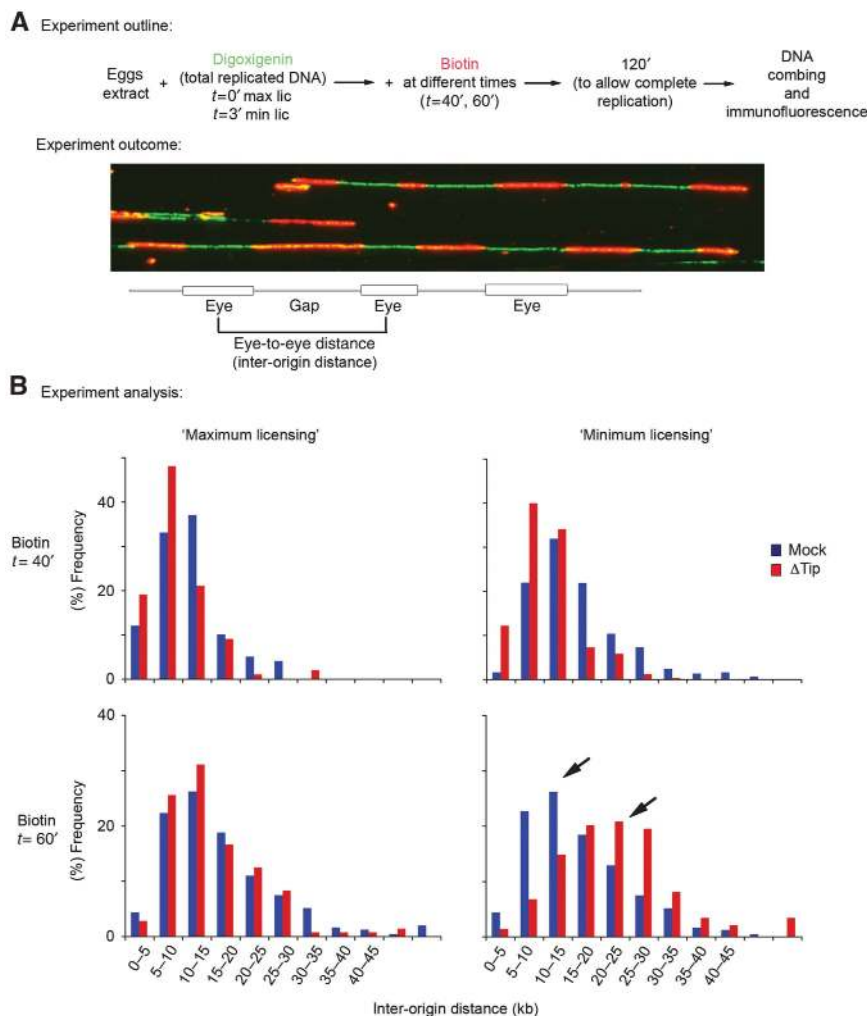 A Experiment outline:
Eggs extract + Digoxigenin (total replicated DNA) t=0′ max lic t=3′ min lic + Biotin at different times (t=40′, 60′) 120′ (to allow complete replication) DNA combing and immunofluorescence
Experiment outcome:
Eye Gap Eye Eye
Eye-to-eye distance
(inter-origin distance)
B Experiment analysis:
'Maximum licensing' 'Minimum licensing'
Biotin
t= 40′
(%) Frequency
40
20
0
Mock
ΔTip
Biotin
t= 60′
(%) Frequency
40
20
0
0–5 5–10 10–15 15–20 20–25 25–30 30–35 35–40 40–45
0–5 5–10 10–15 15–20 20–25 25–30 30–35 35–40 40–45
Inter-origin distance (kb)